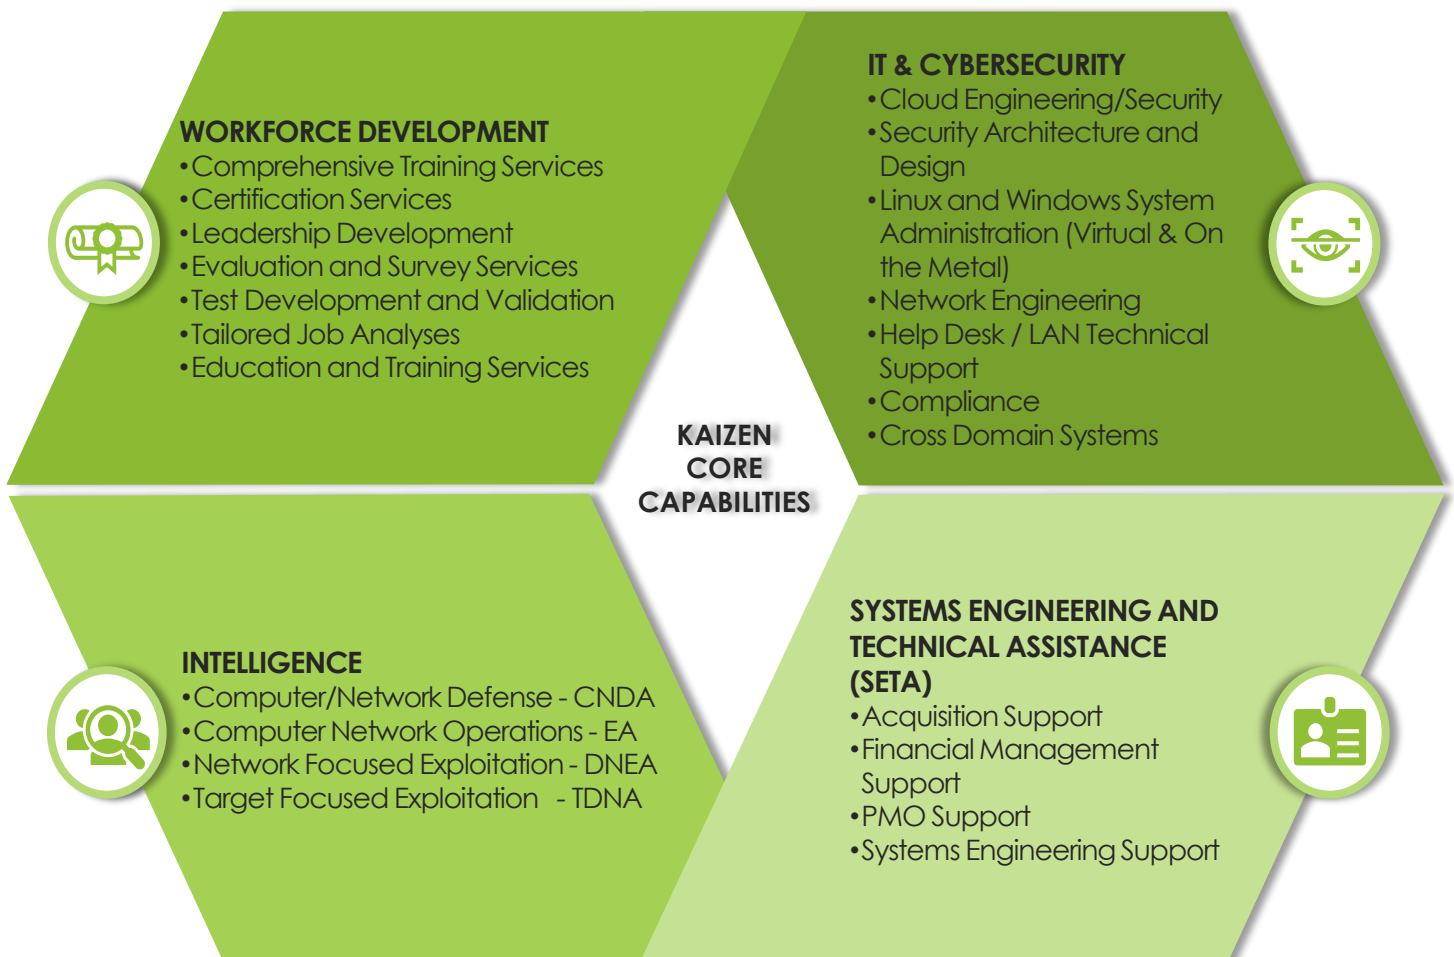 WORKFORCE DEVELOPMENT
•Comprehensive Training Services
•Certification Services
•Leadership Development
•Evaluation and Survey Services
•Test Development and Validation
•Tailored Job Analyses
•Education and Training Services
IT & CYBERSECURITY
•Cloud Engineering/Security
•Security Architecture and
Design
•Linux and Windows System
Administration (Virtual & On
the Metal)
•Network Engineering
•Help Desk / LAN Technical
Support
•Compliance
•Cross Domain Systems
KAIZEN
CORE
CAPABILITIES
INTELLIGENCE
•Computer/Network Defense - CNDA
•Computer Network Operations - EA
•Network Focused Exploitation - DNEA
•Target Focused Exploitation - TDNA
SYSTEMS ENGINEERING AND
TECHNICAL ASSISTANCE
(SETA)
•Acquisition Support
•Financial Management
Support
•PMO Support
•Systems Engineering Support